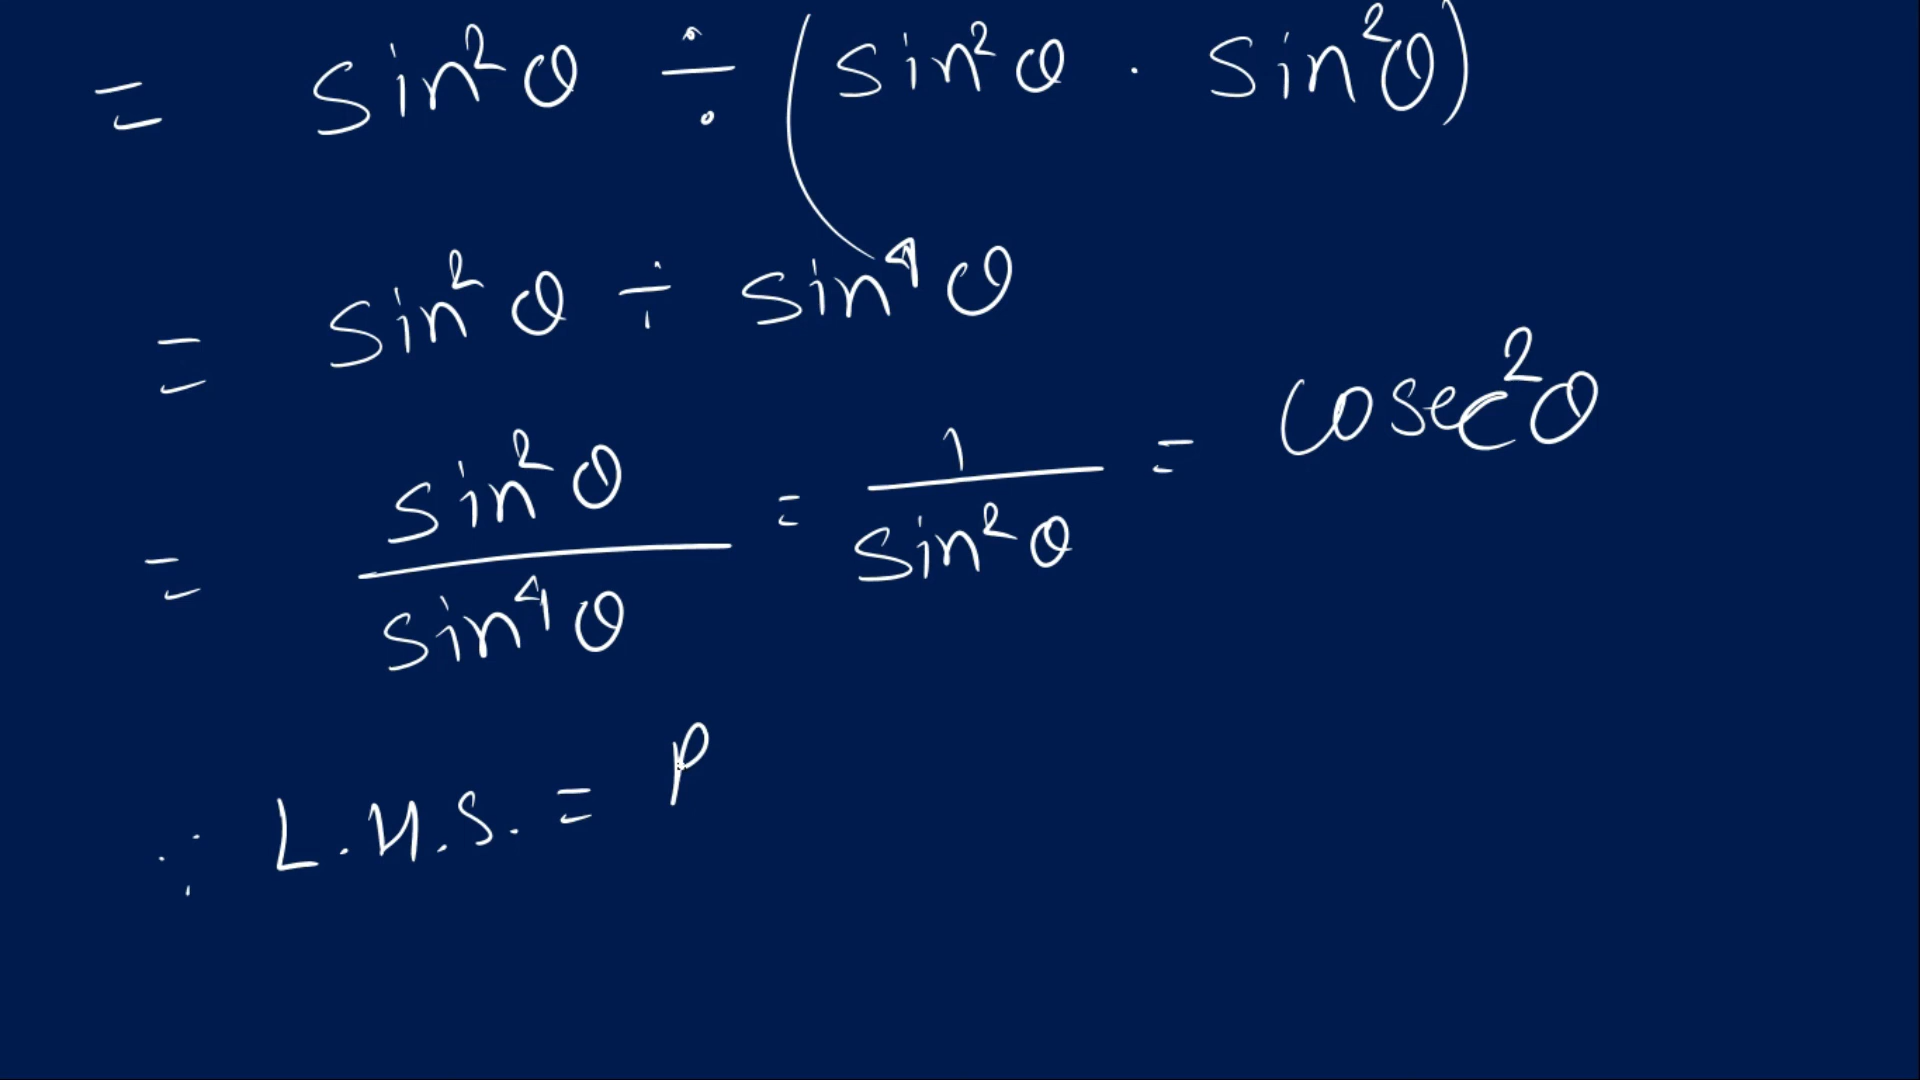 = sin²θ ÷ (sin²θ . sin²θ)
= sin²θ ÷ sin⁴θ
= sin²θ / sin⁴θ = 1 / sin²θ = cosec²θ
∵ L.H.S. = P